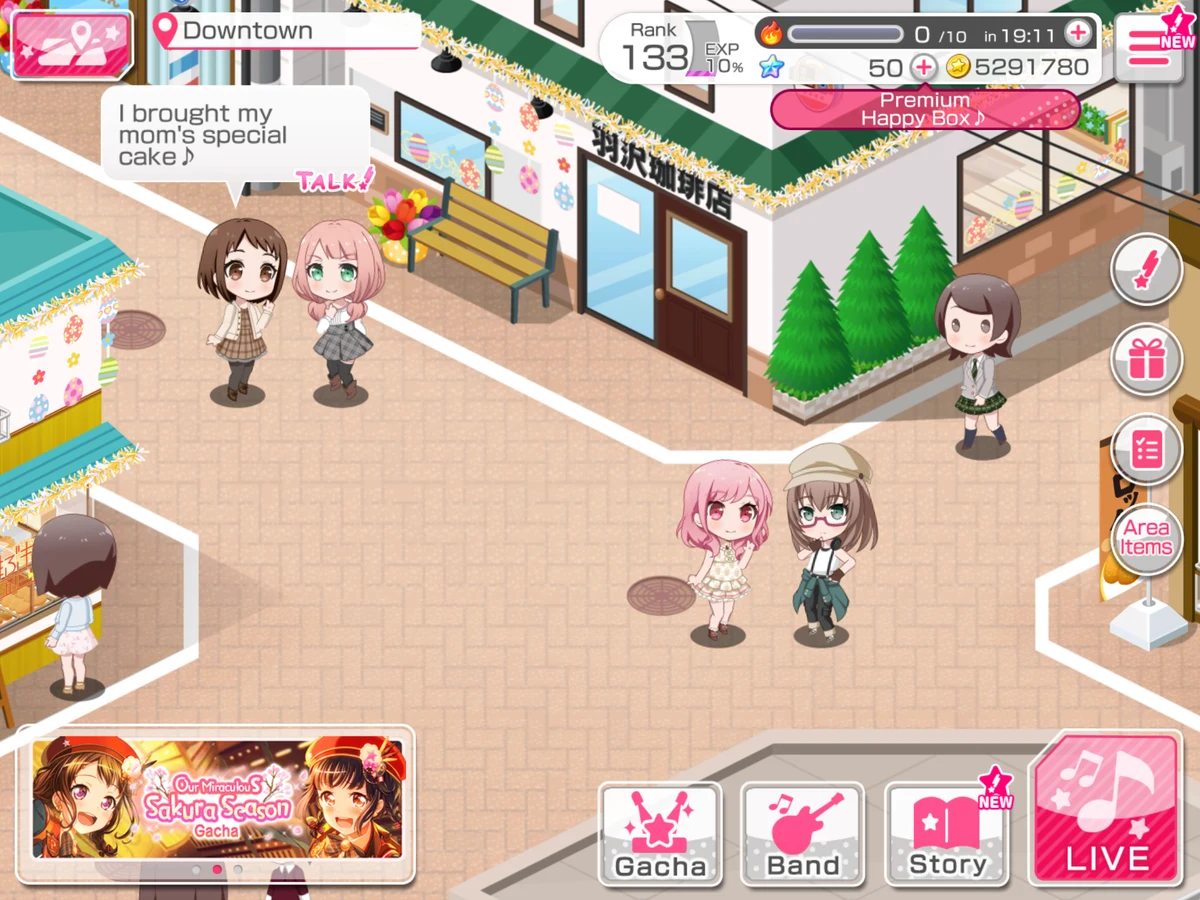 Downtown
Rank
133
EXP
10%
0 /10 in 19:11
50
5291780
NEW
Premium
Happy Box♪
I brought my
mom's special
cake♪
TALK
羽沢珈琲店
Area
Items
Our Miraculous
Sakura Season
Gacha
Gacha
Band
NEW
Story
LIVE